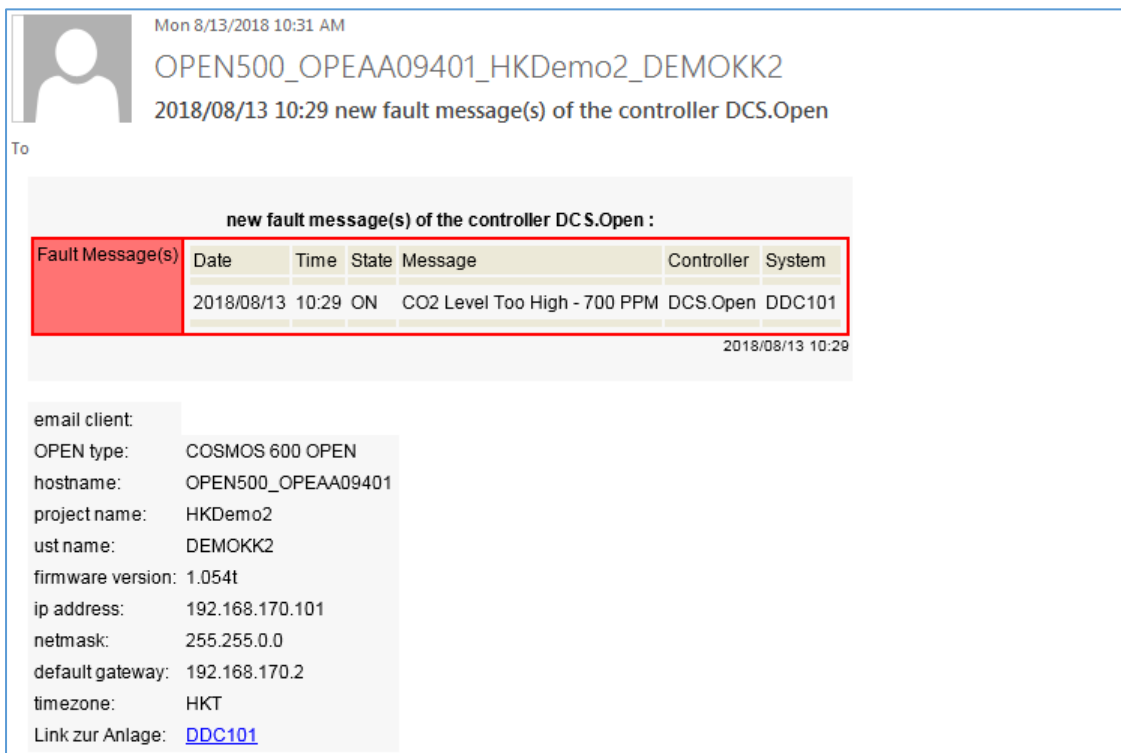 Mon 8/13/2018 10:31 AM
OPEN500_OPEAA09401_HKDemo2_DEMOKK2
2018/08/13 10:29 new fault message(s) of the controller DCS.Open
To
new fault message(s) of the controller DCS.Open :
Fault Message(s) Date Time State Message Controller System
2018/08/13 10:29 ON CO2 Level Too High - 700 PPM DCS.Open DDC101
2018/08/13 10:29
email client:
OPEN type: COSMOS 600 OPEN
hostname: OPEN500_OPEAA09401
project name: HKDemo2
ust name: DEMOKK2
firmware version: 1.054t
ip address: 192.168.170.101
netmask: 255.255.0.0
default gateway: 192.168.170.2
timezone: HKT
Link zur Anlage: DDC101